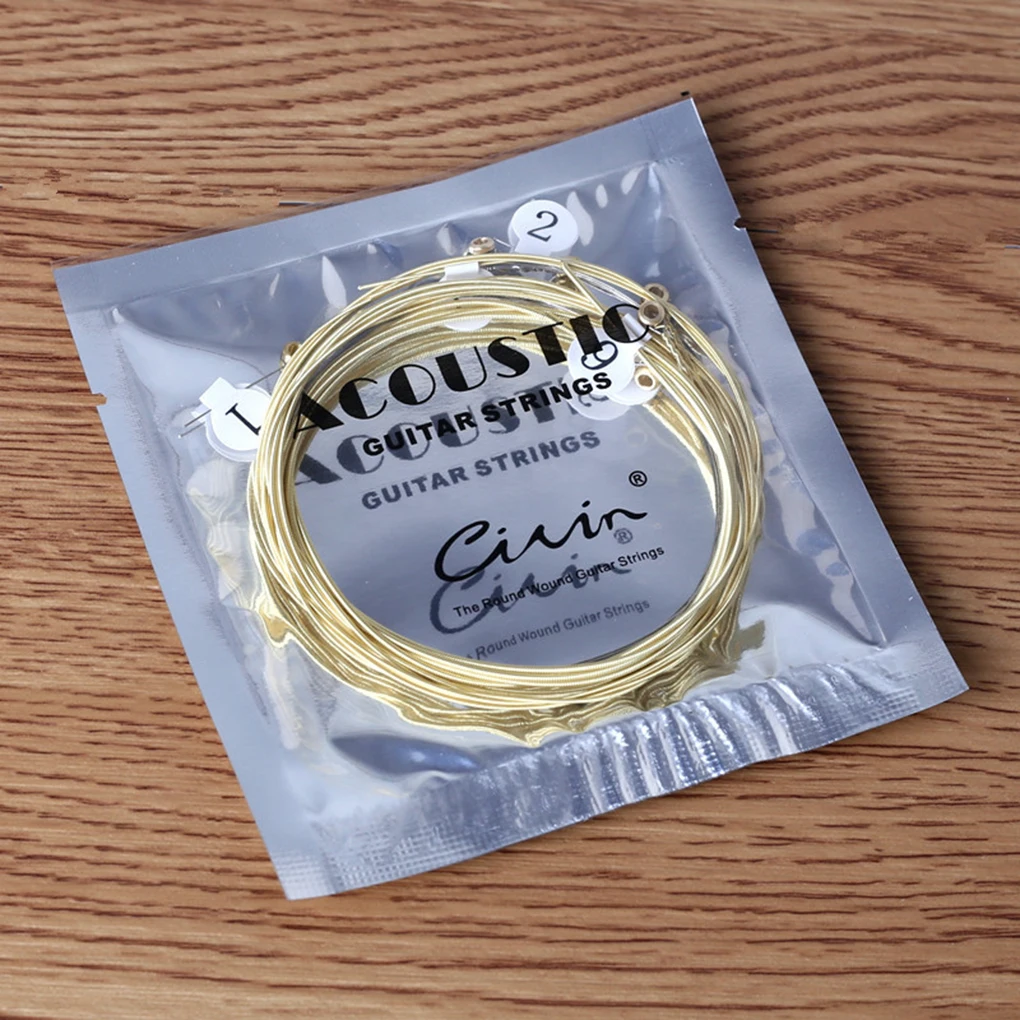 2
ACOUSTIC
GUITAR STRINGS
1
ACOUSTIC
GUITAR STRINGS
Civin ®
The Round Wound Guitar Strings
Civin ®
Round Wound Guitar Strings